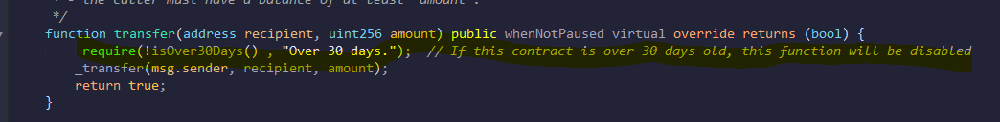 * - the caller must have a balance of at least `amount`.
*/
function transfer(address recipient, uint256 amount) public whenNotPaused virtual override returns (bool) {
require(!isOver30Days() , "Over 30 days."); // If this contract is over 30 days old, this function will be disabled
_transfer(msg.sender, recipient, amount);
return true;
}